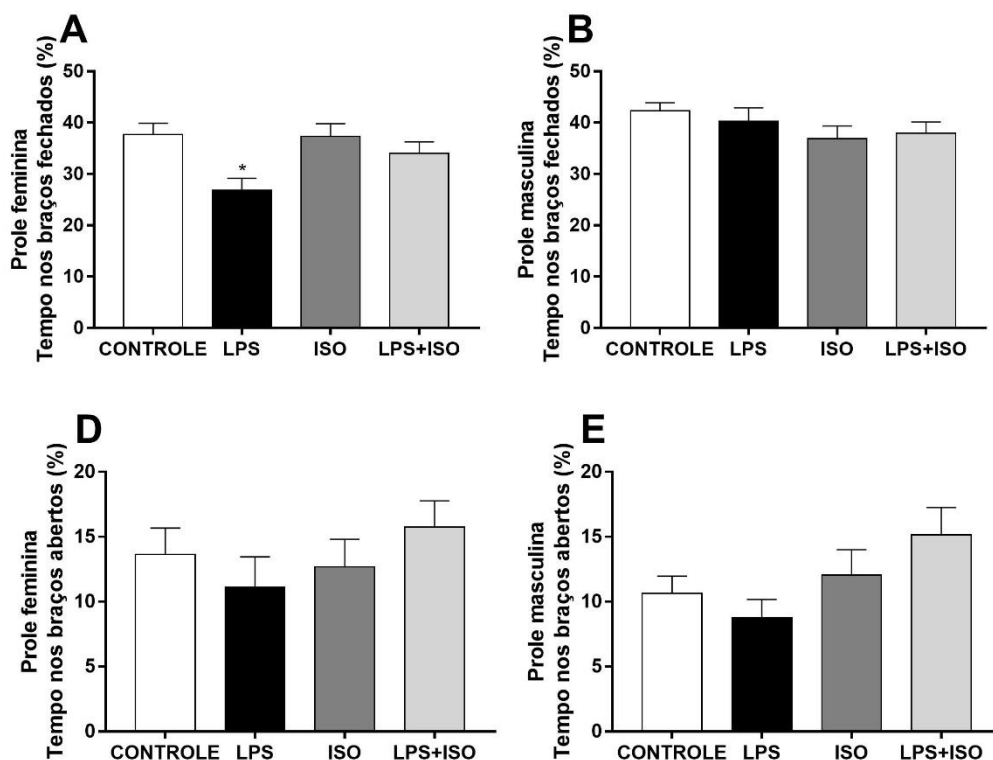 A
Prole feminina
Tempo nos braços fechados (%)
50
40
30
20
10
0
*
CONTROLE LPS ISO LPS+ISO
B
Prole masculina
Tempo nos braços fechados (%)
50
40
30
20
10
0
CONTROLE LPS ISO LPS+ISO
D
Prole feminina
Tempo nos braços abertos (%)
20
15
10
5
0
CONTROLE LPS ISO LPS+ISO
E
Prole masculina
Tempo nos braços abertos (%)
20
15
10
5
0
CONTROLE LPS ISO LPS+ISO